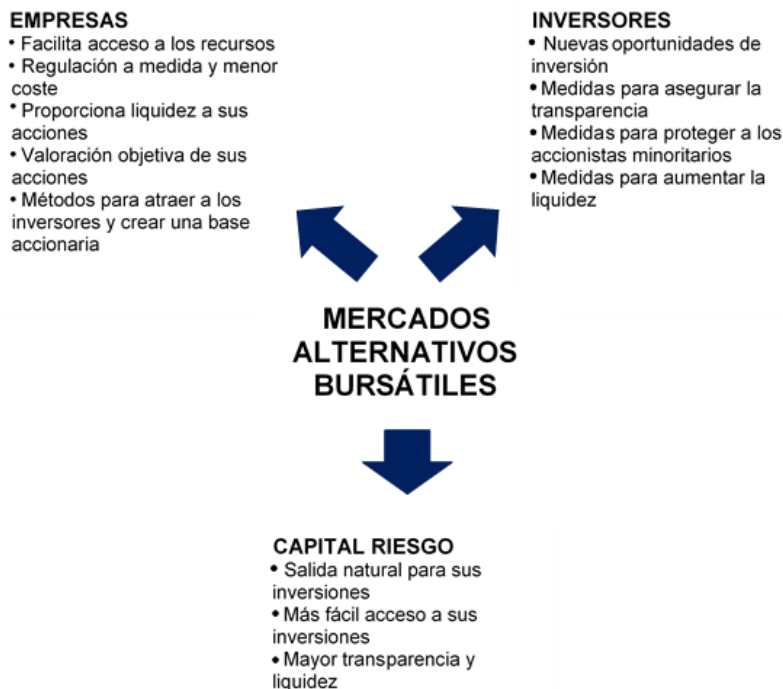 EMPRESAS
• Facilita acceso a los recursos
• Regulación a medida y menor
coste
• Proporciona liquidez a sus
acciones
• Valoración objetiva de sus
acciones
• Métodos para atraer a los
inversores y crear una base
accionaria
INVERSORES
• Nuevas oportunidades de
inversión
• Medidas para asegurar la
transparencia
• Medidas para proteger a los
accionistas minoritarios
• Medidas para aumentar la
liquidez
MERCADOS
ALTERNATIVOS
BURSÁTILES
CAPITAL RIESGO
• Salida natural para sus
inversiones
• Más fácil acceso a sus
inversiones
• Mayor transparencia y
liquidez